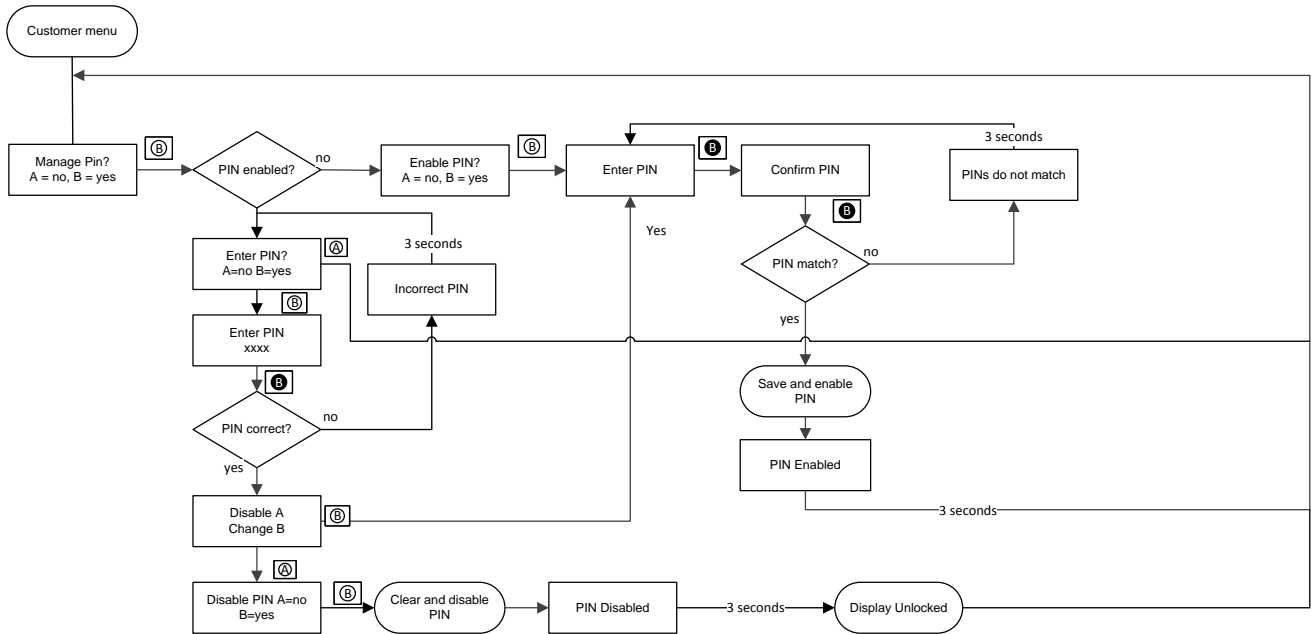 Customer menu
Manage Pin?
A = no, B = yes
B
PIN enabled?
no
Enable PIN?
A = no, B = yes
B
Enter PIN
B
Confirm PIN
3 seconds
PINs do not match
B
PIN match?
no
yes
Yes
Enter PIN?
A=no B=yes
A
3 seconds
Incorrect PIN
B
Enter PIN
xxxx
B
PIN correct?
no
yes
Save and enable
PIN
PIN Enabled
3 seconds
Disable A
Change B
B
A
Disable PIN A=no
B=yes
B
Clear and disable
PIN
PIN Disabled
3 seconds
Display Unlocked